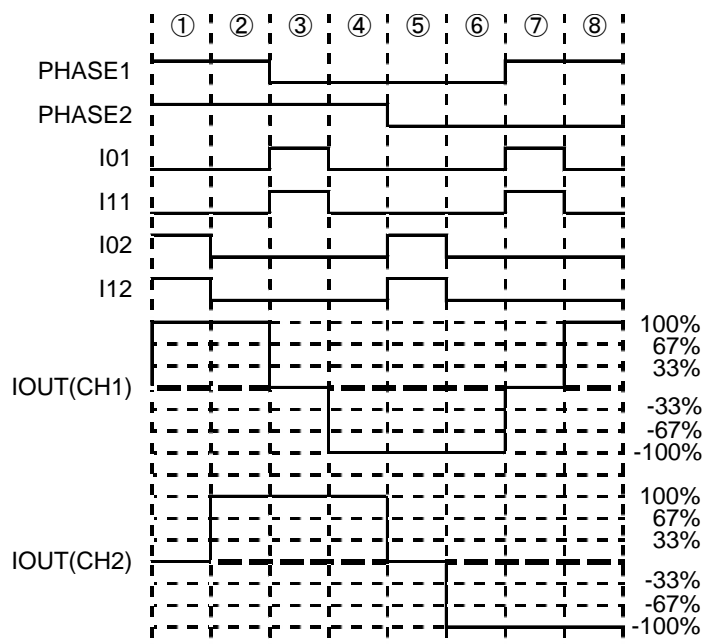 ① ② ③ ④ ⑤ ⑥ ⑦ ⑧
PHASE1
PHASE2
I01
I11
I02
I12
IOUT(CH1)
100%
67%
33%
-33%
-67%
-100%
IOUT(CH2)
100%
67%
33%
-33%
-67%
-100%